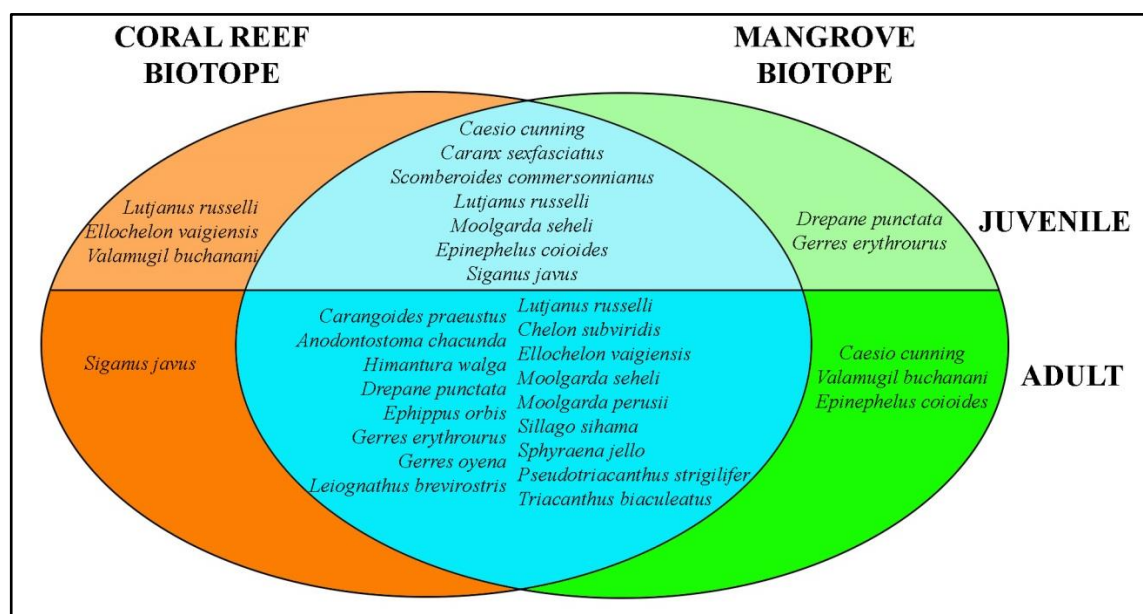 CORAL REEF
BIOTOPE
MANGROVE
BIOTOPE
Caesio cunning
Caranx sexfasciatus
Scomberoides commersonnianus
Lutjanus russelli
Moolgarda seheli
Epinephelus coioides
Siganus javus
Lutjanus russelli
Ellochelon vaigiensis
Valamugil buchanani
Drepane punctata
Gerres erythrourus
JUVENILE
Siganus javus
Carangoides praeustus
Anodontostoma chacunda
Himantura walga
Drepane punctata
Ephippus orbis
Gerres erythrourus
Gerres oyena
Leiognathus brevirostris
Lutjanus russelli
Chelon subviridis
Ellochelon vaigiensis
Moolgarda seheli
Moolgarda perusii
Sillago sihama
Sphyraena jello
Pseudotriacanthus strigilifer
Triacanthus biaculeatus
Caesio cunning
Valamugil buchanani
Epinephelus coioides
ADULT